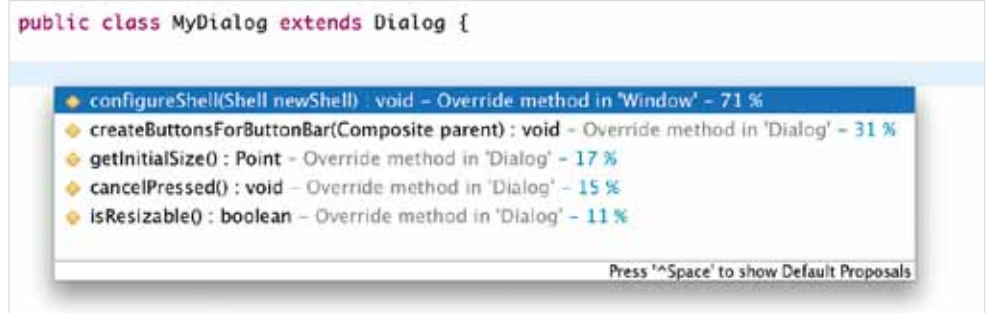 public class MyDialog extends Dialog {
configureShell(Shell newShell) : void – Override method in 'Window' – 71 %
createButtonsForButtonBar(Composite parent) : void – Override method in 'Dialog' – 31 %
getInitialSize() : Point – Override method in 'Dialog' – 17 %
cancelPressed() : void – Override method in 'Dialog' – 15 %
isResizable() : boolean – Override method in 'Dialog' – 11 %
Press '^Space' to show Default Proposals